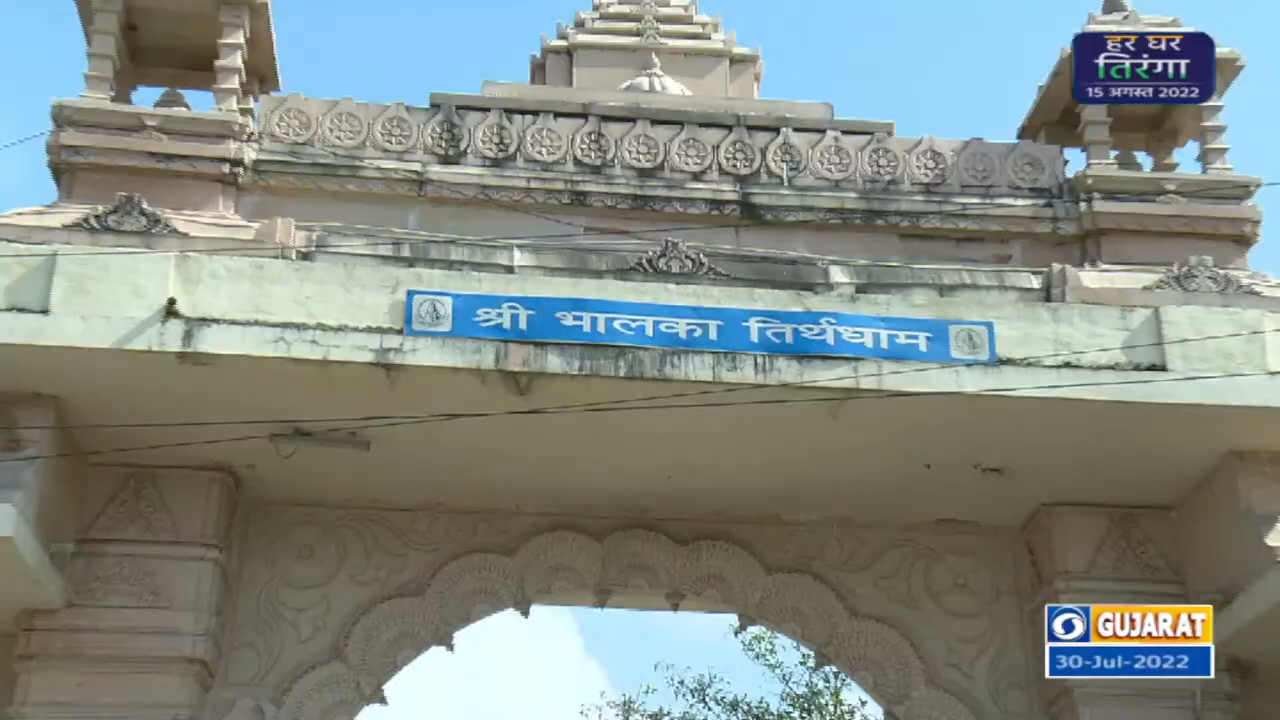 हर घर
तिरंगा
15 अगस्त 2022
श्री भालका तिर्थधाम
GUJARAT
30-Jul-2022